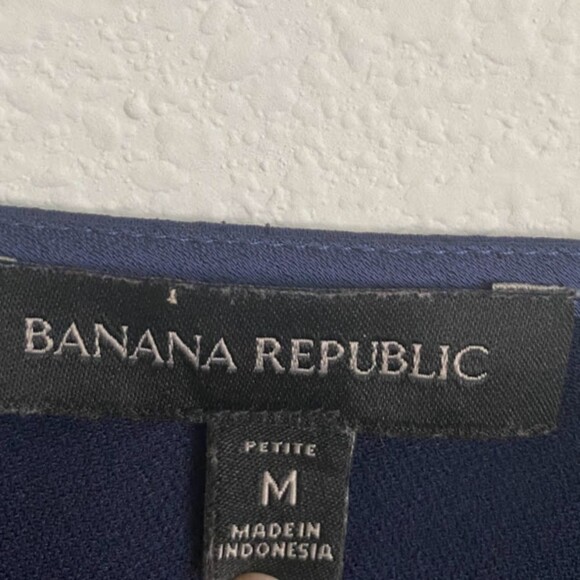 BANANA REPUBLIC
PETITE
M
MADE IN
INDONESIA